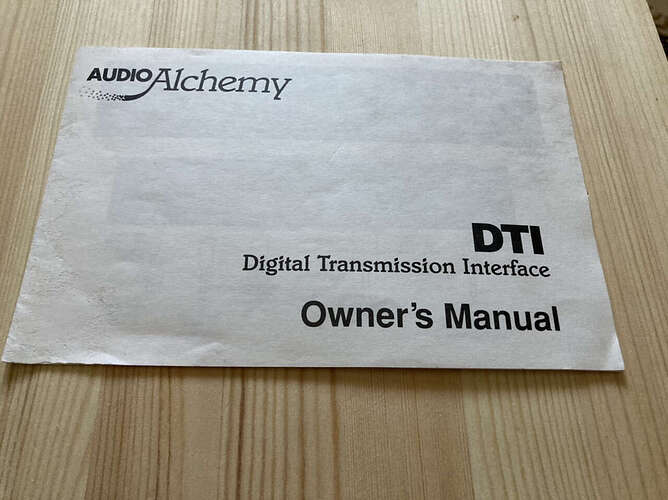 AUDIO Alchemy
DTI
Digital Transmission Interface
Owner's Manual